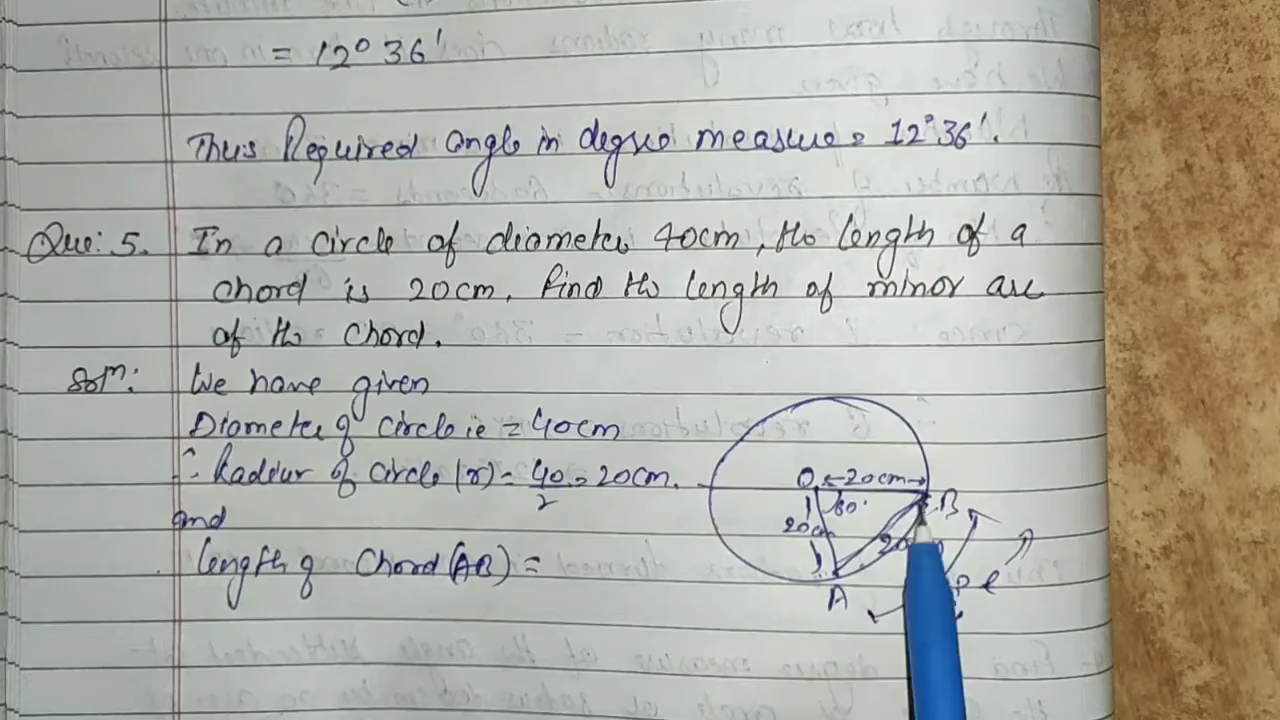 = 12° 36'
Thus Required angle in degree measure = 12° 36'.
Que: 5. In a circle of diameter 40cm, the length of a
chord is 20cm. find the length of minor arc
of the chord.
Solⁿ: We have given
Diameter of circle ie = 40cm
∴ Radius of circle (r) = 40/2 = 20cm.
and
length of chord (AB) =
O 20cm B
60°
20cm
A
l